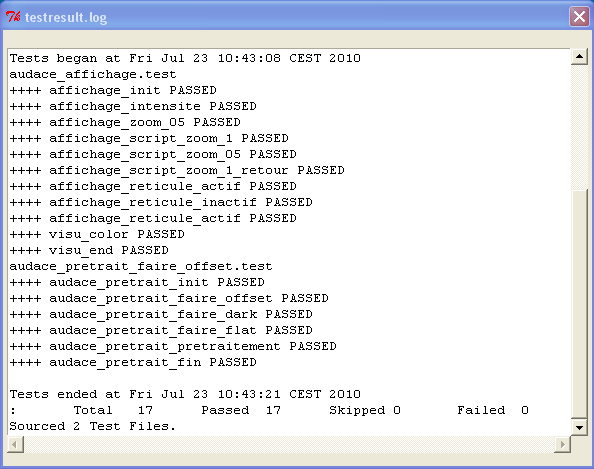 testresult.log
Tests began at Fri Jul 23 10:43:08 CEST 2010
audace_affichage.test
++++ affichage_init PASSED
++++ affichage_intensite PASSED
++++ affichage_zoom_05 PASSED
++++ affichage_script_zoom_1 PASSED
++++ affichage_script_zoom_05 PASSED
++++ affichage_script_zoom_1_retour PASSED
++++ affichage_reticule_actif PASSED
++++ affichage_reticule_inactif PASSED
++++ affichage_reticule_actif PASSED
++++ visu_color PASSED
++++ visu_end PASSED
audace_pretrait_faire_offset.test
++++ audace_pretrait_init PASSED
++++ audace_pretrait_faire_offset PASSED
++++ audace_pretrait_faire_dark PASSED
++++ audace_pretrait_faire_flat PASSED
++++ audace_pretrait_pretraitement PASSED
++++ audace_pretrait_fin PASSED
Tests ended at Fri Jul 23 10:43:21 CEST 2010
:       Total   17      Passed  17      Skipped 0       Failed  0
Sourced 2 Test Files.